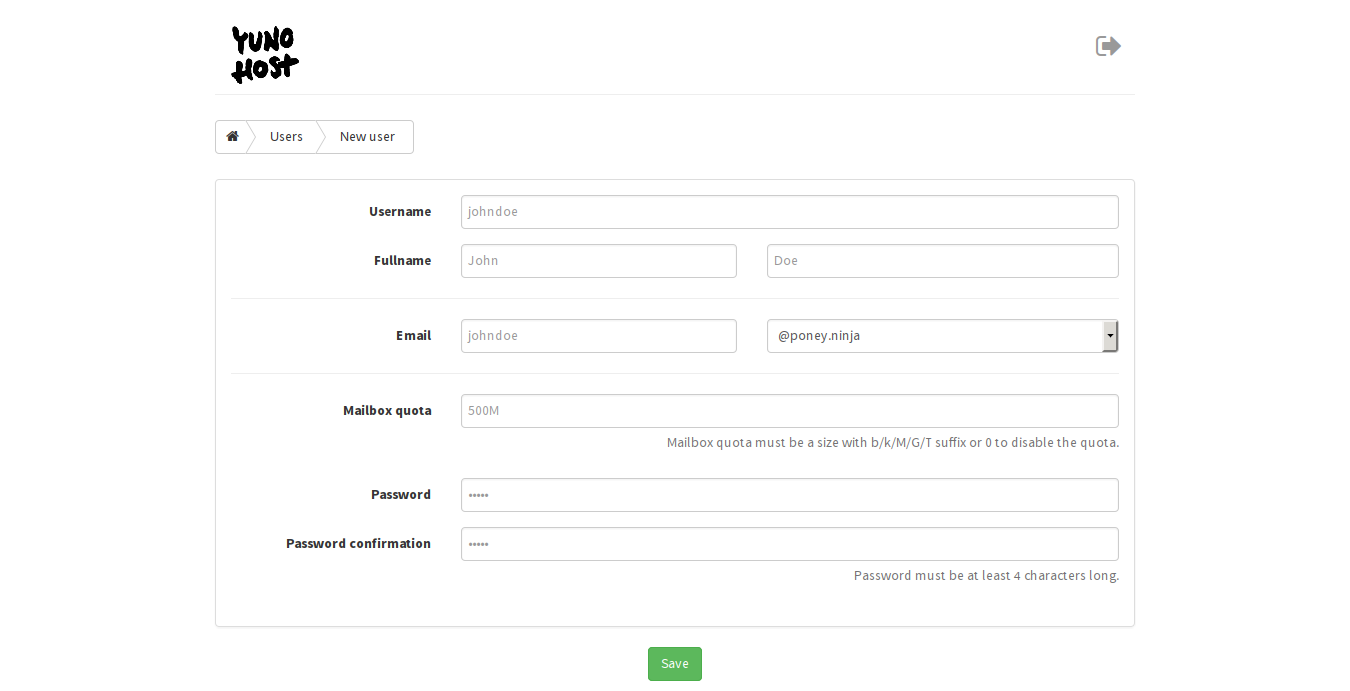 YUNO
HOST
Users
New user
Username
johndoe
Fullname
John
Doe
Email
johndoe
@poney.ninja
Mailbox quota
500M
Mailbox quota must be a size with b/k/M/G/T suffix or 0 to disable the quota.
Password
•••••
Password confirmation
•••••
Password must be at least 4 characters long.
Save